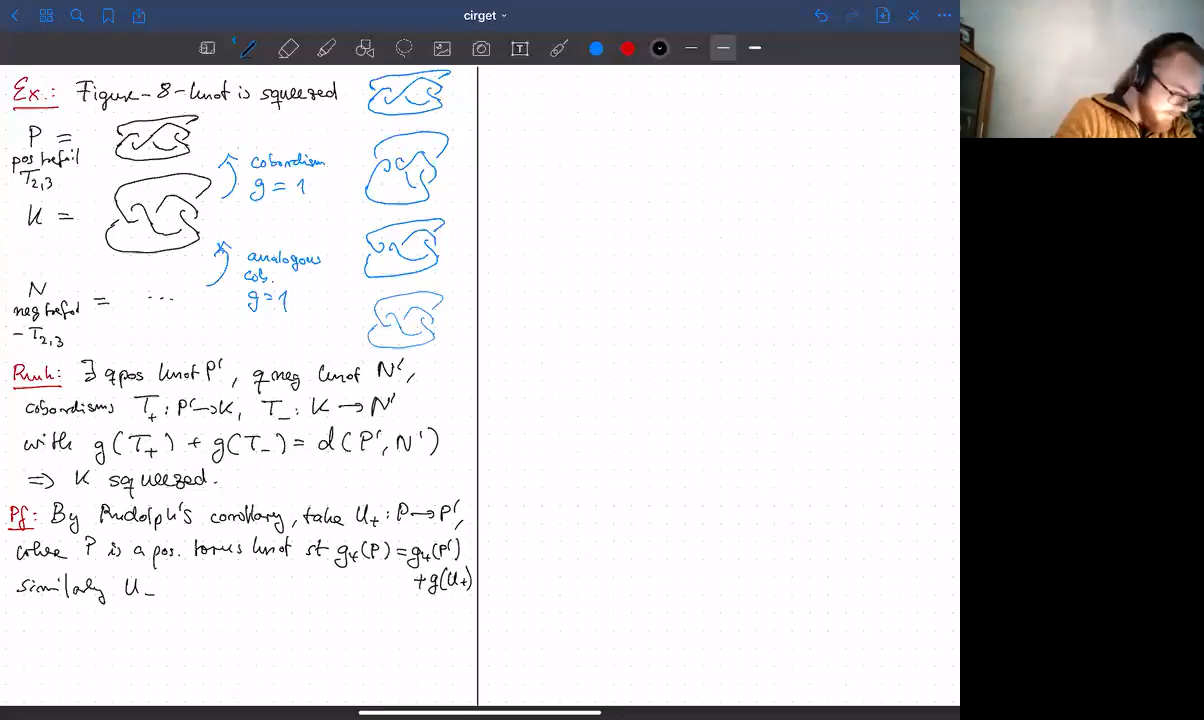 cirget
Ex.: Figure-8-knot is squeezed
P =
pos trefoil
T2,3
cobordism
g = 1
K =
analogous
cob.
g = 1
N = ...
neg trefoil
- T2,3
Rmk: ∃ qpos knot P', qneg knot N',
cobordisms T+ : P' → K, T- : K → N'
with g(T+) + g(T-) = d(P', N')
⇒ K squeezed.
Pf: By Rudolph's corollary, take U+ : P → P',
where P is a pos. torus knot st g4(P) = g4(P')
+ g(U+)
similarly U-